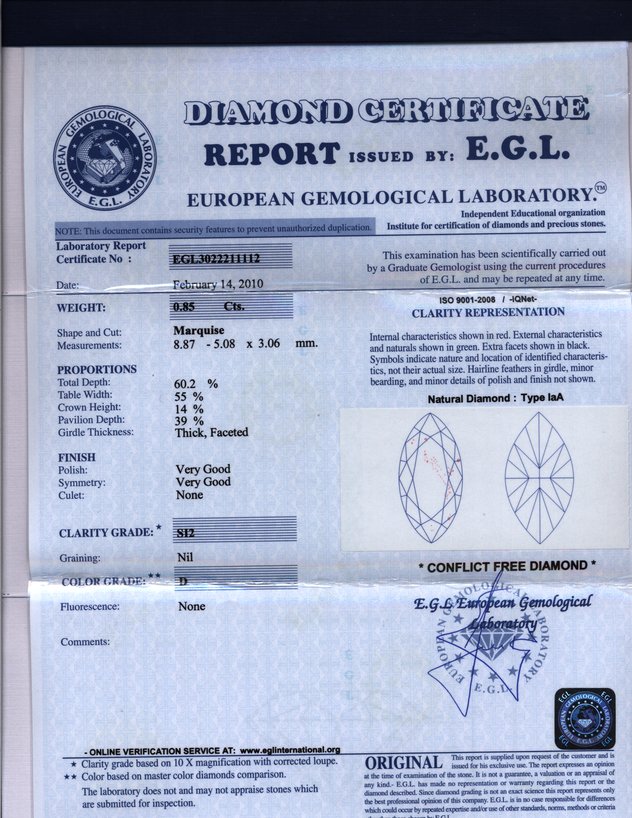 DIAMOND CERTIFICATE
REPORT ISSUED BY: E.G.L.
EUROPEAN GEMOLOGICAL LABORATORY.™
EUROPEAN GEMOLOGICAL LABORATORY
E.G.L.
Independent Educational organization
Institute for certification of diamonds and precious stones.
NOTE: This document contains security features to prevent unauthorized duplication.
Laboratory Report
Certificate No : EGL3022211112
Date: February 14, 2010
This examination has been scientifically carried out
by a Graduate Gemologist using the current procedures
of E.G.L. and may be repeated at any time.
WEIGHT: 0.85 Cts.
Shape and Cut: Marquise
Measurements: 8.87 - 5.08 x 3.06 mm.
PROPORTIONS
Total Depth: 60.2 %
Table Width: 55 %
Crown Height: 14 %
Pavilion Depth: 39 %
Girdle Thickness: Thick, Faceted
FINISH
Polish: Very Good
Symmetry: Very Good
Culet: None
CLARITY GRADE: * SI2
Graining: Nil
COLOR GRADE: ** D
Fluorescence: None
Comments:
ISO 9001-2008 / -IQNet-
CLARITY REPRESENTATION
Internal characteristics shown in red. External characteristics
and naturals shown in green. Extra facets shown in black.
Symbols indicate nature and location of identified characteris-
tics, not their actual size. Hairline feathers in girdle, minor
bearding, and minor details of polish and finish not shown.
Natural Diamond : Type IaA
* CONFLICT FREE DIAMOND *
E.G.L European Gemological
Laboratory
EUROPEAN GEMOLOGICAL LABORATORY
E.G.L.
EGL EGL
- ONLINE VERIFICATION SERVICE AT: www.eglinternational.org
★ Clarity grade based on 10 X magnification with corrected loupe.
★★ Color based on master color diamonds comparison.
The laboratory does not and may not appraise stones which
are submitted for inspection.
ORIGINAL This report is supplied upon request of the customer and is
issued for his exclusive use. The report expresses an opinion
at the time of examination of the stone. It is not a guarantee, a valuation or an appraisal of
any kind.- E.G.L. has made no representation or warranty regarding this report or the
diamond described. Since diamond grading is not an exact science this report represents only
the best professional opinion of this company. E.G.L. is in no case responsible for differences
which could occur by repeated expertise and/or use of other standards, norms, methods or criteria